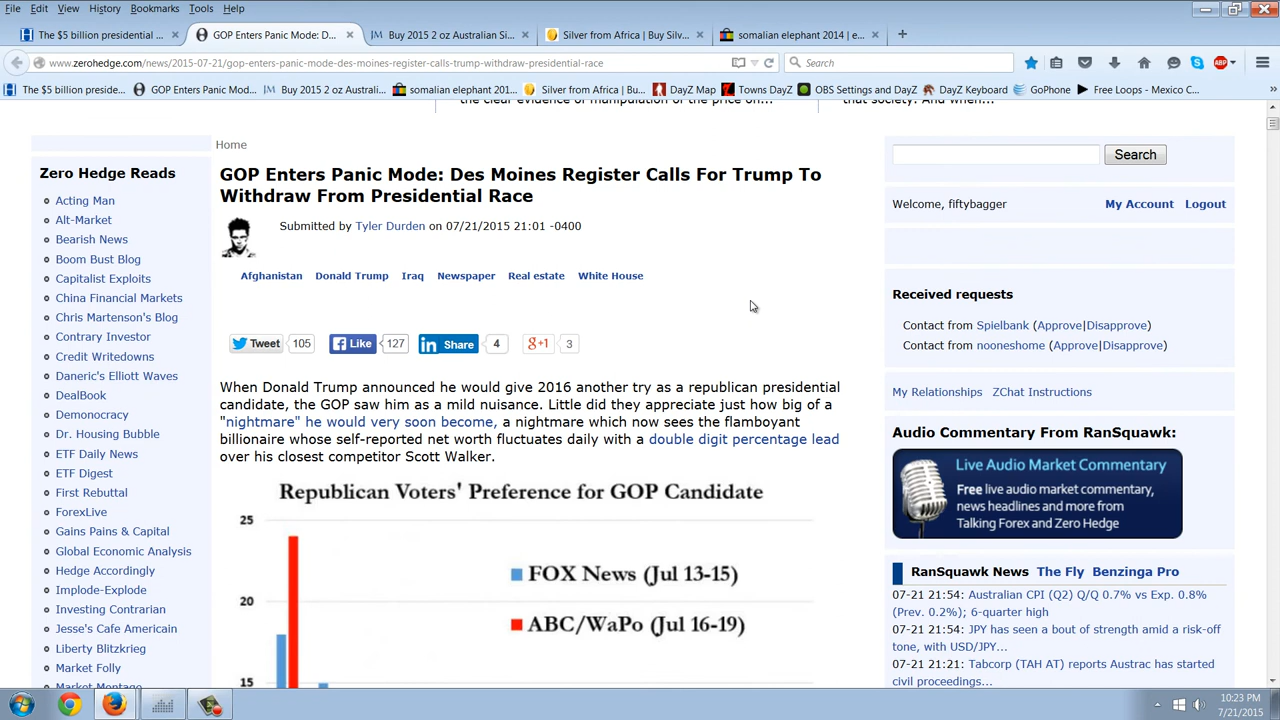 File Edit View History Bookmarks Tools Help
The $5 billion presidential ...
GOP Enters Panic Mode: D...
Buy 2015 2 oz Australian Si...
Silver from Africa | Buy Silv...
somalian elephant 2014 | e...
www.zerohedge.com/news/2015-07-21/gop-enters-panic-mode-des-moines-register-calls-trump-withdraw-presidential-race
Search
ABP
The $5 billion preside...
GOP Enters Panic Mod...
Buy 2015 2 oz Australi...
somalian elephant 201...
Silver from Africa | Bu...
DayZ Map
Towns DayZ
OBS Settings and DayZ
DayZ Keyboard
GoPhone
Free Loops - Mexico C...
the clear evidence of manipulation of the price on...
that society. And when...
Home
Zero Hedge Reads
Acting Man
Alt-Market
Bearish News
Boom Bust Blog
Capitalist Exploits
China Financial Markets
Chris Martenson's Blog
Contrary Investor
Credit Writedowns
Daneric's Elliott Waves
DealBook
Demonocracy
Dr. Housing Bubble
ETF Daily News
ETF Digest
First Rebuttal
ForexLive
Gains Pains & Capital
Global Economic Analysis
Hedge Accordingly
Implode-Explode
Investing Contrarian
Jesse's Cafe Americain
Liberty Blitzkrieg
Market Folly
Market Montage
GOP Enters Panic Mode: Des Moines Register Calls For Trump To
Withdraw From Presidential Race
Submitted by Tyler Durden on 07/21/2015 21:01 -0400
Afghanistan Donald Trump Iraq Newspaper Real estate White House
Tweet 105 Like 127 Share 4 +1 3
When Donald Trump announced he would give 2016 another try as a republican presidential
candidate, the GOP saw him as a mild nuisance. Little did they appreciate just how big of a
"nightmare" he would very soon become, a nightmare which now sees the flamboyant
billionaire whose self-reported net worth fluctuates daily with a double digit percentage lead
over his closest competitor Scott Walker.
Republican Voters' Preference for GOP Candidate
25
FOX News (Jul 13-15)
20
ABC/WaPo (Jul 16-19)
15
Search
Welcome, fiftybagger My Account Logout
Received requests
Contact from Spielbank (Approve|Disapprove)
Contact from nooneshome (Approve|Disapprove)
My Relationships ZChat Instructions
Audio Commentary From RanSquawk:
Live Audio Market Commentary
Free live audio market commentary,
news headlines and more from
Talking Forex and Zero Hedge
RanSquawk News The Fly Benzinga Pro
07-21 21:54: Australian CPI (Q2) Q/Q 0.7% vs Exp. 0.8%
(Prev. 0.2%); 6-quarter high
07-21 21:54: JPY has seen a bout of strength amid a risk-off
tone, with USD/JPY...
07-21 21:21: Tabcorp (TAH AT) reports Austrac has started
civil proceedings...
10:23 PM
7/21/2015